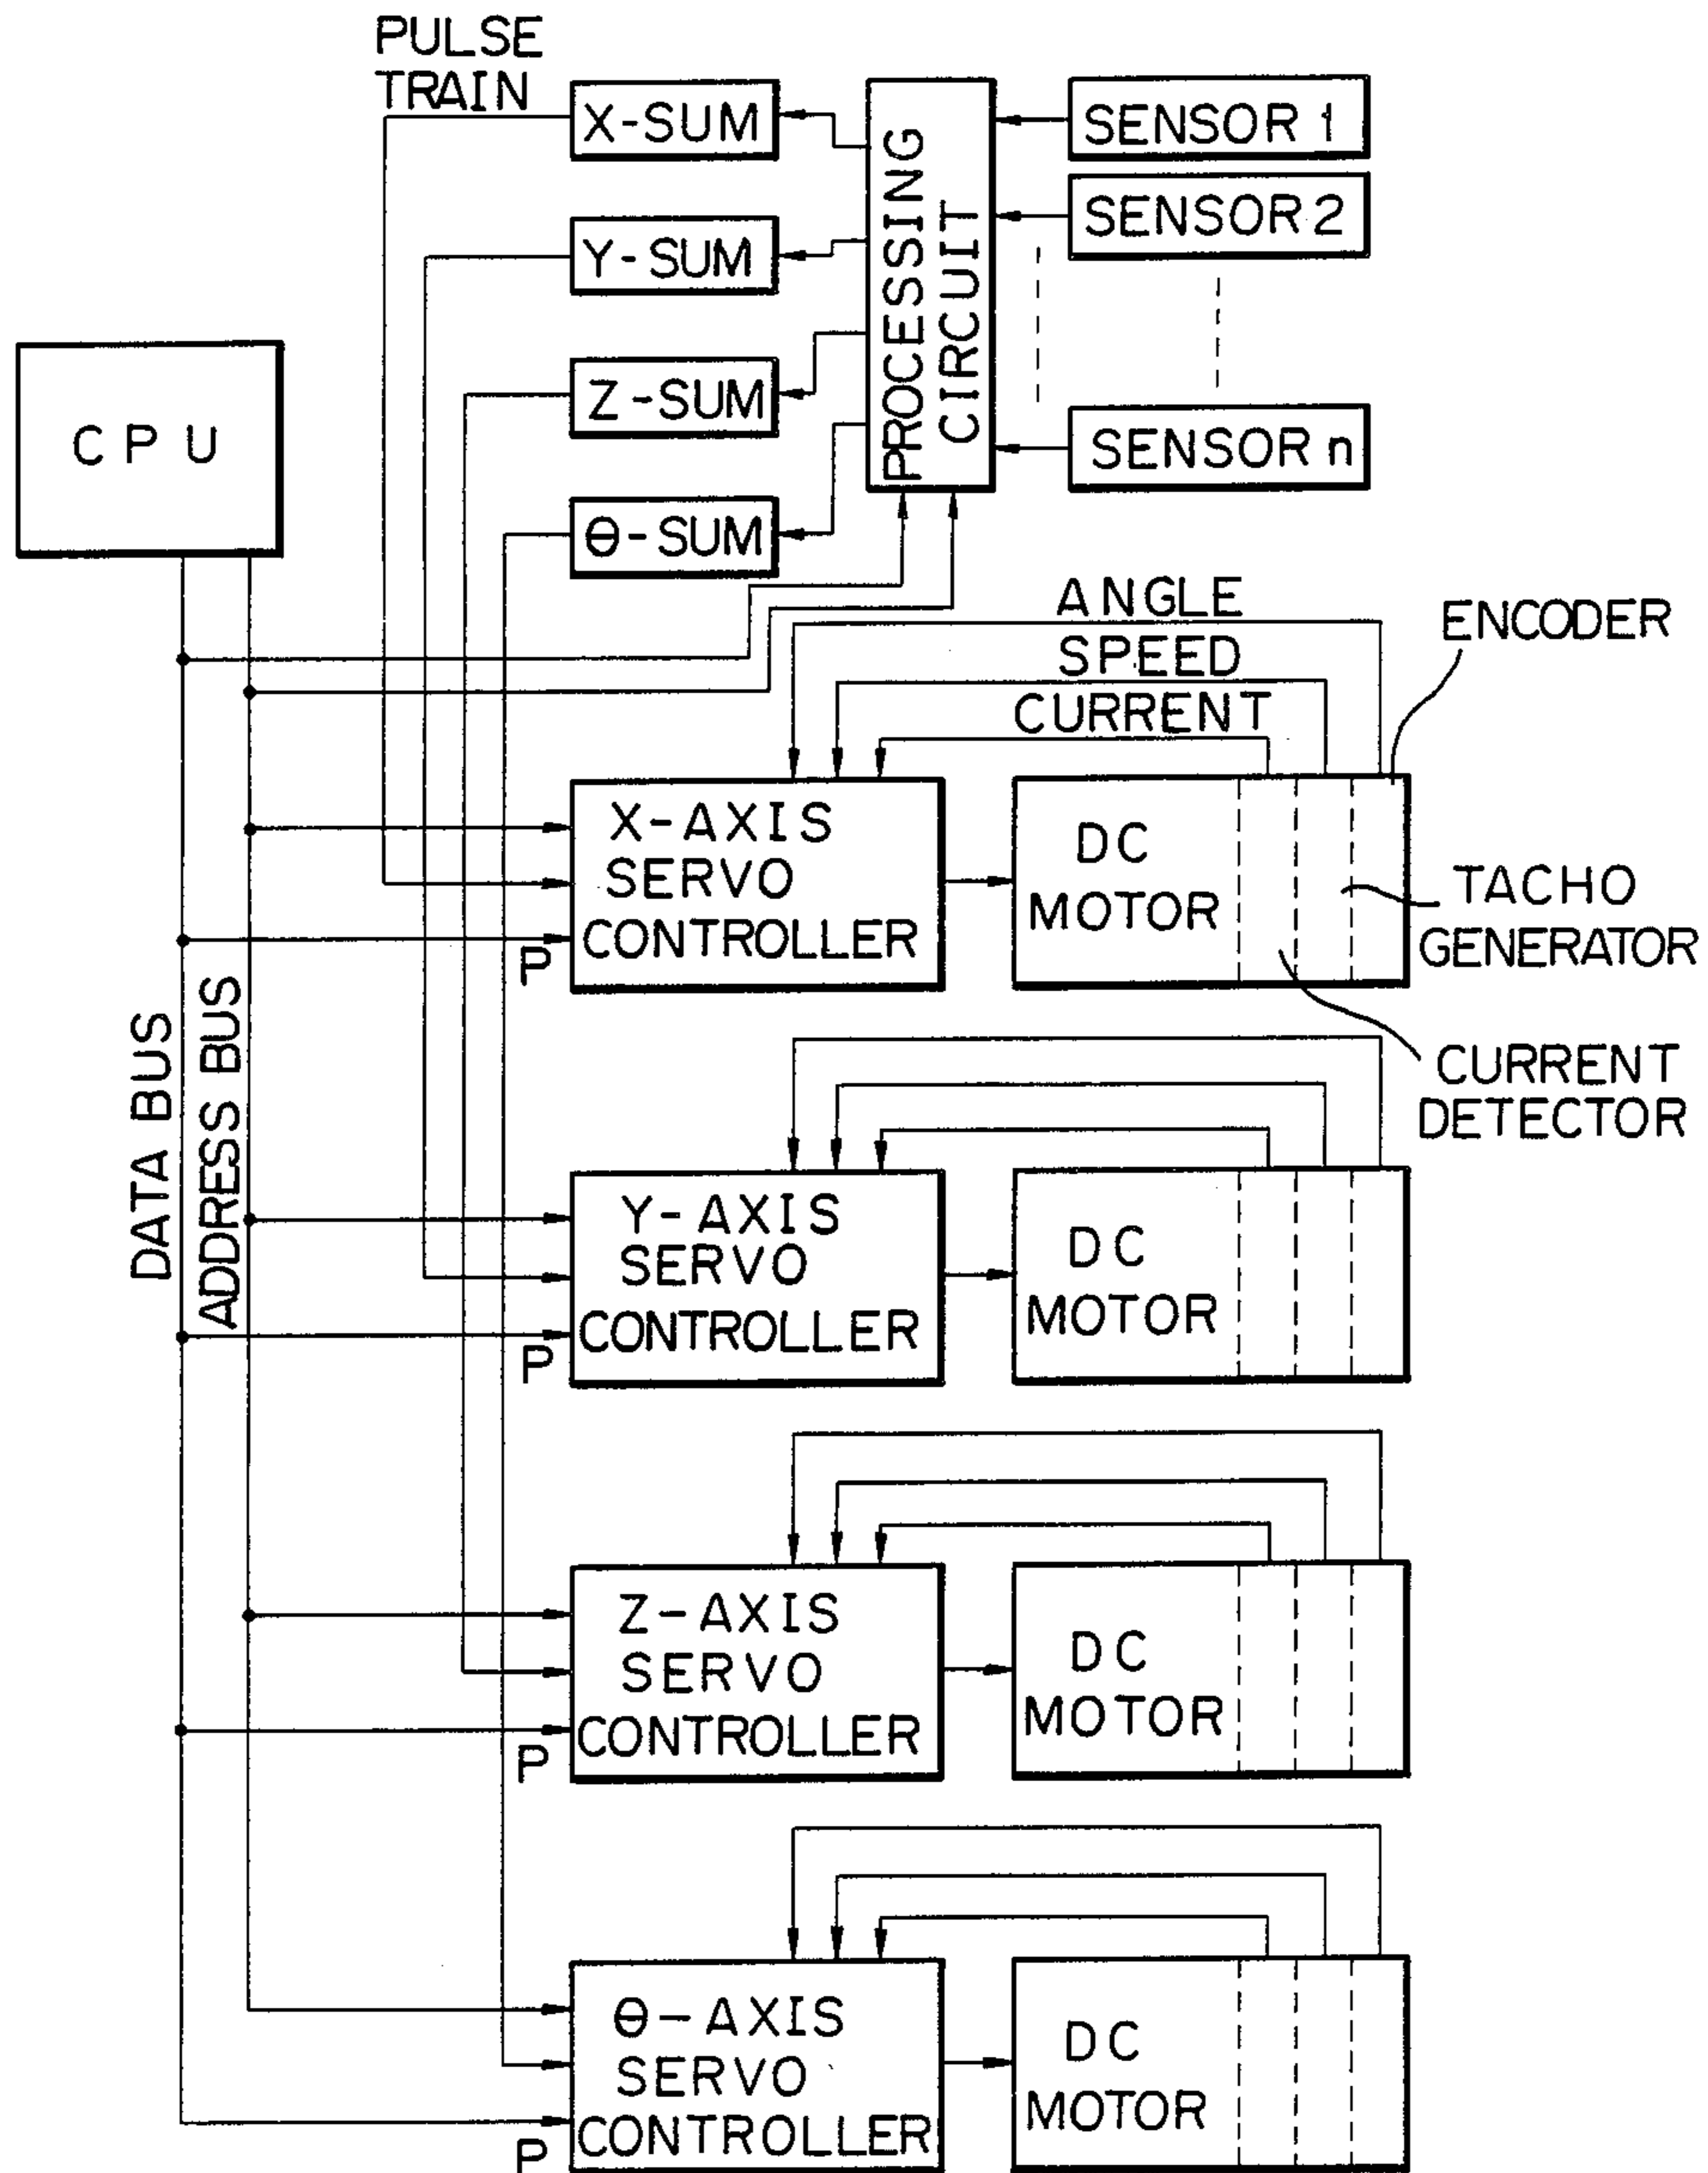 PULSE
TRAIN
X-SUM
Y-SUM
Z-SUM
θ-SUM
PROCESSING
CIRCUIT
SENSOR 1
SENSOR 2
SENSOR n
CPU
ANGLE
SPEED
CURRENT
ENCODER
X-AXIS
SERVO
CONTROLLER
P
DC
MOTOR
TACHO
GENERATOR
CURRENT
DETECTOR
DATA BUS
ADDRESS BUS
Y-AXIS
SERVO
CONTROLLER
P
DC
MOTOR
Z-AXIS
SERVO
CONTROLLER
P
DC
MOTOR
θ-AXIS
SERVO
CONTROLLER
P
DC
MOTOR